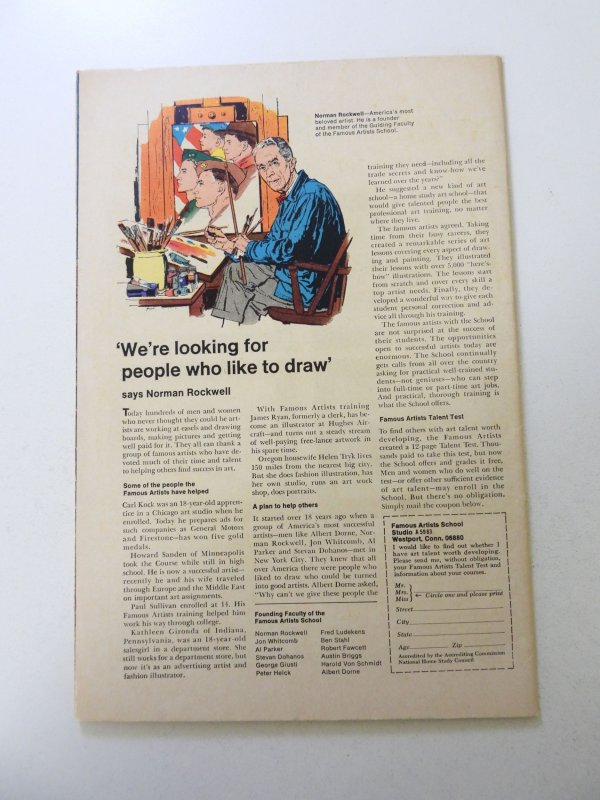 Norman Rockwell—America's most
beloved artist. He is a founder
and member of the Guiding Faculty
of the Famous Artists School.
'We're looking for
people who like to draw'
says Norman Rockwell
Today hundreds of men and women
who never thought they could be art-
ists are working at easels and drawing
boards, making pictures and getting
well paid for it. They all can thank a
group of famous artists who have de-
voted much of their time and talent
to helping others find success in art.
Some of the people the
Famous Artists have helped
Carl Kock was an 18-year-old appren-
tice in a Chicago art studio when he
enrolled. Today he prepares ads for
such companies as General Motors
and Firestone—has won five gold
medals.
Howard Sanden of Minneapolis
took the Course while still in high
school. He is now a successful artist—
recently he and his wife traveled
through Europe and the Middle East
on important art assignments.
Paul Sullivan enrolled at 14. His
Famous Artists training helped him
work his way through college.
Kathleen Gironda of Indiana,
Pennsylvania, was an 18-year-old
salesgirl in a department store. She
still works for a department store, but
now it's as an advertising artist and
fashion illustrator.
With Famous Artists training
James Ryan, formerly a clerk, has be-
come an illustrator at Hughes Air-
craft—and turns out a steady stream
of well-paying free-lance artwork in
his spare time.
Oregon housewife Helen Tryk lives
150 miles from the nearest big city.
But she does fashion illustration, has
her own studio, runs an art work
shop, does portraits.
A plan to help others
It started over 18 years ago when a
group of America's most successful
artists—men like Albert Dorne, Nor-
man Rockwell, Jon Whitcomb, Al
Parker and Stevan Dohanos—met in
New York City. They knew that all
over America there were people who
liked to draw who could be turned
into good artists. Albert Dorne asked,
"Why can't we give these people the
Founding Faculty of the
Famous Artists School
Norman Rockwell
Jon Whitcomb
Al Parker
Stevan Dohanos
George Giusti
Peter Helck
Fred Ludekens
Ben Stahl
Robert Fawcett
Austin Briggs
Harold Von Schmidt
Albert Dorne
training they need—including all the
trade secrets and know-how we've
learned over the years?"
He suggested a new kind of art
school—a home study art school—that
would give talented people the best
professional art training, no matter
where they live.
The famous artists agreed. Taking
time from their busy careers, they
created a remarkable series of art
lessons covering every aspect of draw-
ing and painting. They illustrated
their lessons with over 5,000 "here's-
how" illustrations. The lessons start
from scratch and cover every skill a
top artist needs. Finally, they de-
veloped a wonderful way to give each
student personal correction and ad-
vice all through his training.
The famous artists with the School
are not surprised at the success of
their students. The opportunities
open to successful artists today are
enormous. The School continually
gets calls from all over the country
asking for practical well-trained stu-
dents—not geniuses—who can step
into full-time or part-time art jobs.
And practical, thorough training is
what the School offers.
Famous Artists Talent Test
To find others with art talent worth
developing, the Famous Artists
created a 12-page Talent Test. Thou-
sands paid to take this test, but now
the School offers and grades it free.
Men and women who do well on the
test—or offer other sufficient evidence
of art talent—may enroll in the
School. But there's no obligation.
Simply mail the coupon below.
Famous Artists School
Studio A5683
Westport, Conn. 06880
I would like to find out whether I
have art talent worth developing.
Please send me, without obligation,
your Famous Artists Talent Test and
information about your courses.
Mr.
Mrs. ← Circle one and please print
Miss
Street
City
State
Age Zip
Accredited by the Accrediting Commission
National Home Study Council